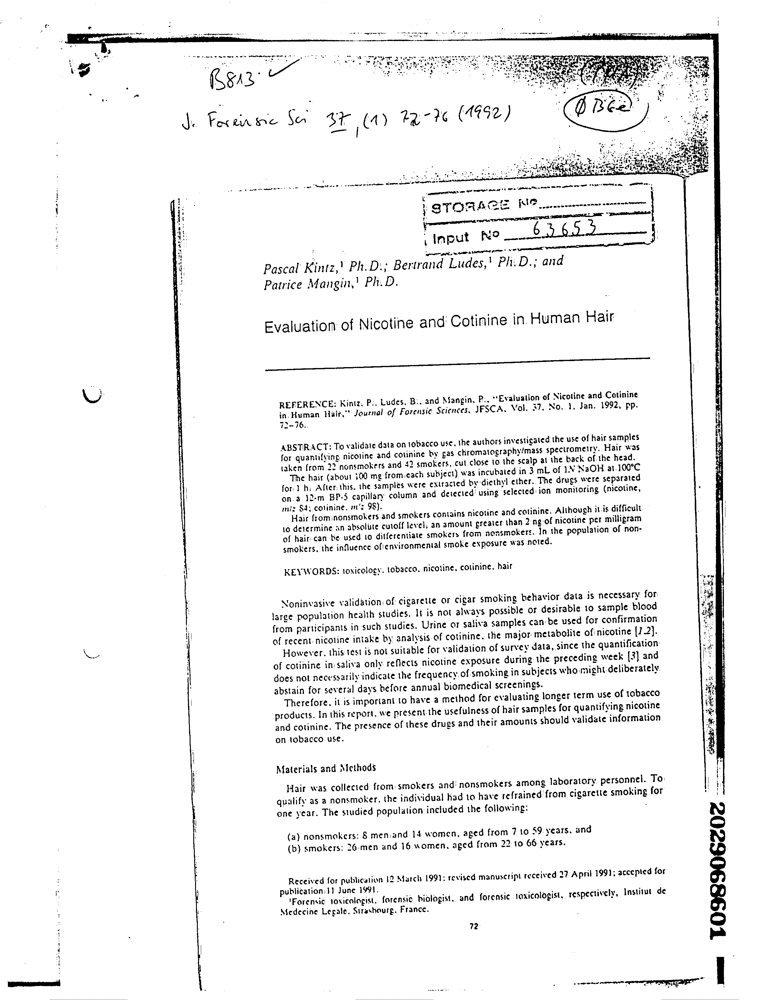 B813
J. Forensic Sci 37, (1) 72-76 (1992)
STORAGE No
Input No 63653
Pascal Kintz,¹ Ph.D.; Bertrand Ludes,¹ Ph.D.; and
Patrice Mangin,¹ Ph.D.
Evaluation of Nicotine and Cotinine in Human Hair
REFERENCE: Kintz, P., Ludes, B., and Mangin, P., "Evaluation of Nicotine and Cotinine
in Human Hair," Journal of Forensic Sciences, JFSCA, Vol. 37, No. 1, Jan. 1992, pp.
72-76.
ABSTRACT: To validate data on tobacco use, the authors investigated the use of hair samples
for quantifying nicotine and cotinine by gas chromatography/mass spectrometry. Hair was
taken from 22 nonsmokers and 42 smokers, cut close to the scalp at the back of the head.
The hair (about 100 mg from each subject) was incubated in 3 mL of 1N NaOH at 100°C
for 1 h. After this, the samples were extracted by diethyl ether. The drugs were separated
on a 12-m BP-5 capillary column and detected using selected ion monitoring (nicotine,
m/z 84; cotinine, m/z 98).
Hair from nonsmokers and smokers contains nicotine and cotinine. Although it is difficult
to determine an absolute cutoff level, an amount greater than 2 ng of nicotine per milligram
of hair can be used to differentiate smokers from nonsmokers. In the population of non-
smokers, the influence of environmental smoke exposure was noted.
KEYWORDS: toxicology, tobacco, nicotine, cotinine, hair
Noninvasive validation of cigarette or cigar smoking behavior data is necessary for
large population health studies. It is not always possible or desirable to sample blood
from participants in such studies. Urine or saliva samples can be used for confirmation
of recent nicotine intake by analysis of cotinine, the major metabolite of nicotine [1,2].
However, this test is not suitable for validation of survey data, since the quantification
of cotinine in saliva only reflects nicotine exposure during the preceding week [3] and
does not necessarily indicate the frequency of smoking in subjects who might deliberately
abstain for several days before annual biomedical screenings.
Therefore, it is important to have a method for evaluating longer term use of tobacco
products. In this report, we present the usefulness of hair samples for quantifying nicotine
and cotinine. The presence of these drugs and their amounts should validate information
on tobacco use.
Materials and Methods
Hair was collected from smokers and nonsmokers among laboratory personnel. To
qualify as a nonsmoker, the individual had to have refrained from cigarette smoking for
one year. The studied population included the following:
(a) nonsmokers: 8 men and 14 women, aged from 7 to 59 years, and
(b) smokers: 26 men and 16 women, aged from 22 to 66 years.
Received for publication 12 March 1991; revised manuscript received 27 April 1991; accepted for
publication 11 June 1991.
¹Forensic toxicologist, forensic biologist, and forensic toxicologist, respectively, Institut de
Medecine Legale, Strasbourg, France.
72
2029068601